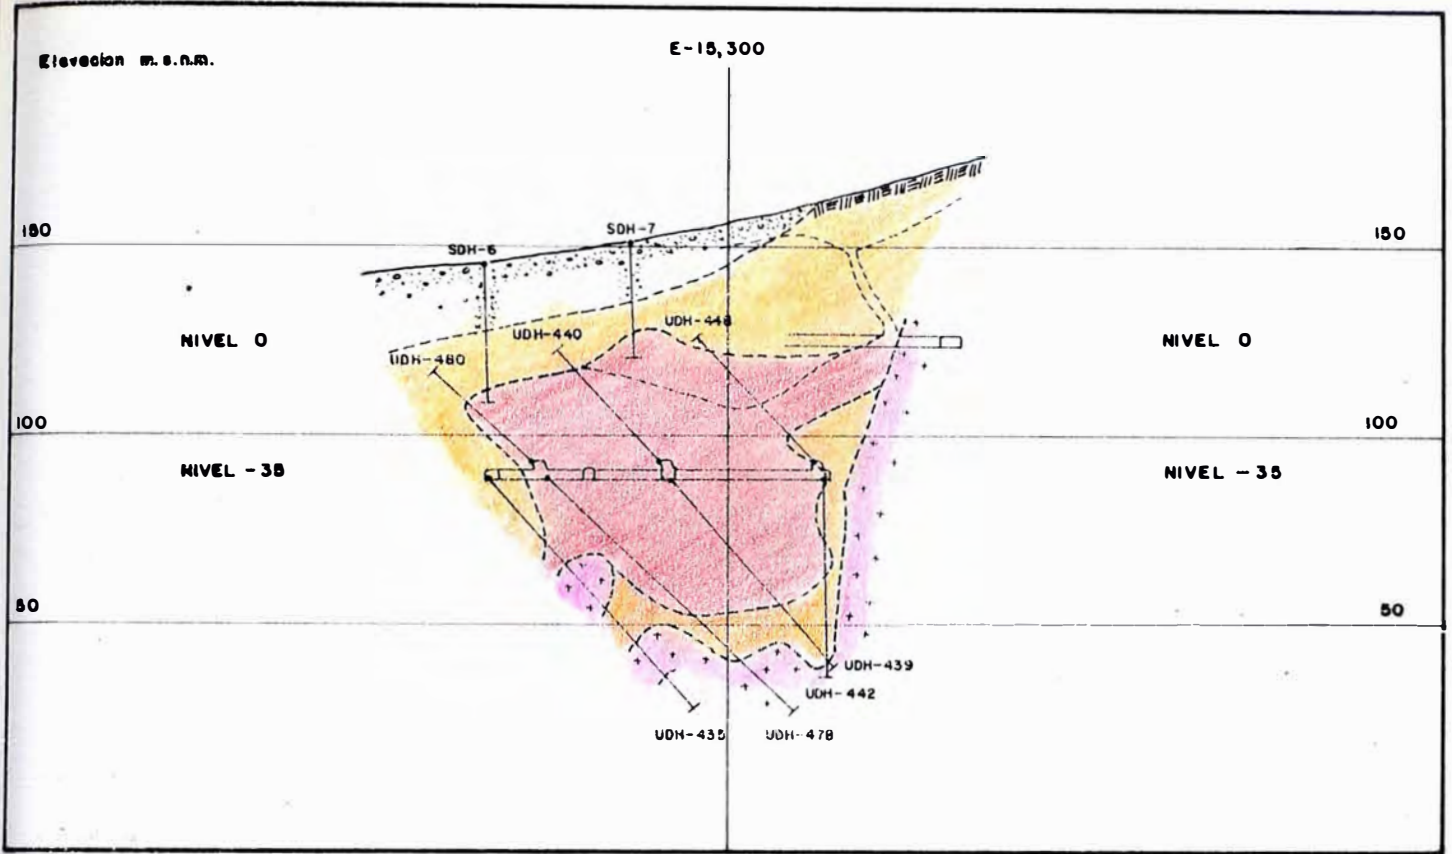 E-15,300
Elevacion m.s.n.m.
SDH-7
150 150
SDH-6
NIVEL 0 UDH-440 UDH-448 NIVEL 0
UDH-480
100 100
NIVEL -35 NIVEL -35
50 50
UDH-439
UDH-442
UDH-435 UDH-478